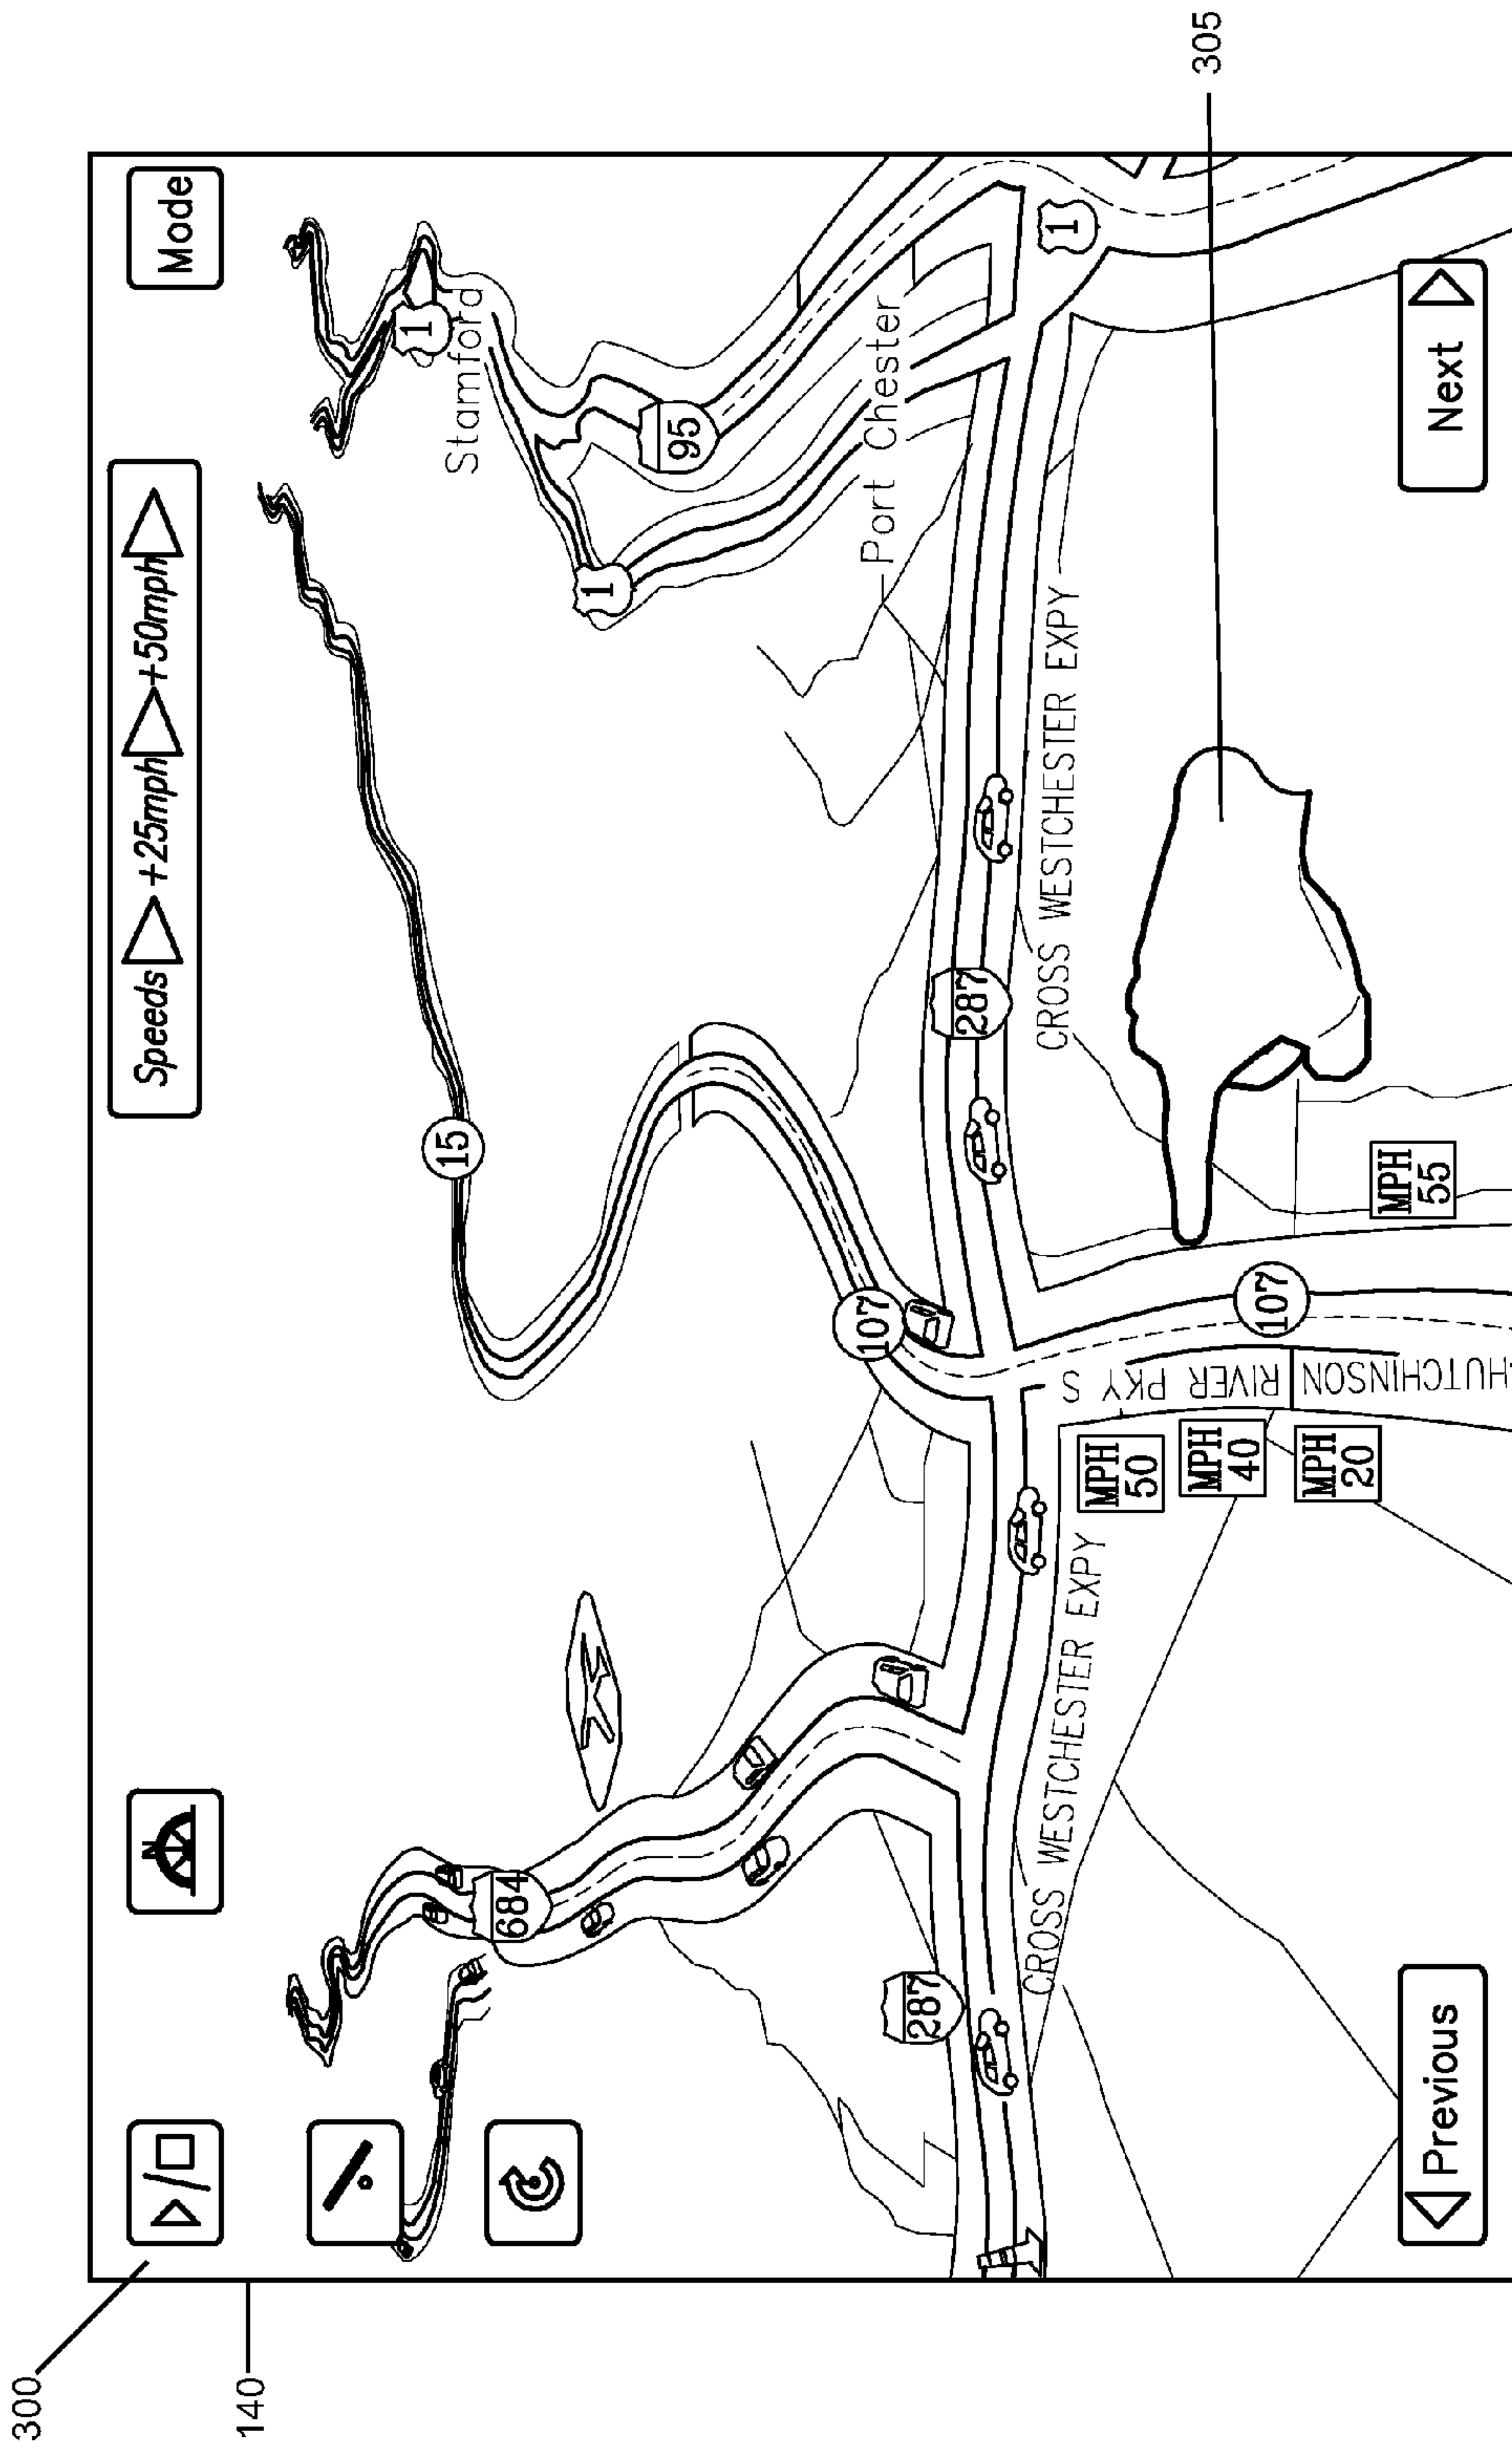 300
140
Speeds +25mph +50mph
Mode
684
15
Stamford
1
95
1
Port Chester
107
287
287
1
CROSS WESTCHESTER EXPY
CROSS WESTCHESTER EXPY
305
MPH
50
MPH
40
MPH
20
HUTCHINSON RIVER PKY S
107
MPH
55
Previous
Next
N